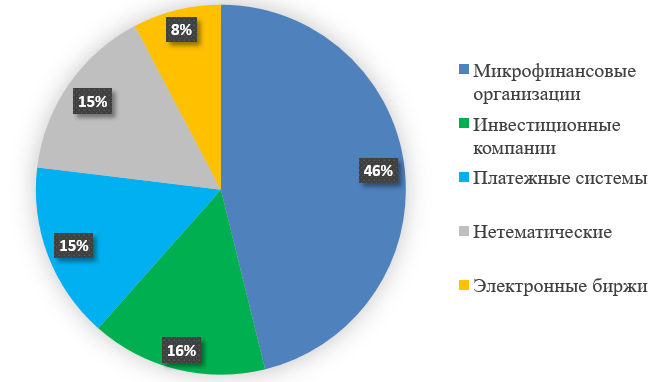 8%
15%
46%
15%
16%
Микрофинансовые
организации
Инвестиционные
компании
Платежные системы
Нетематические
Электронные биржи